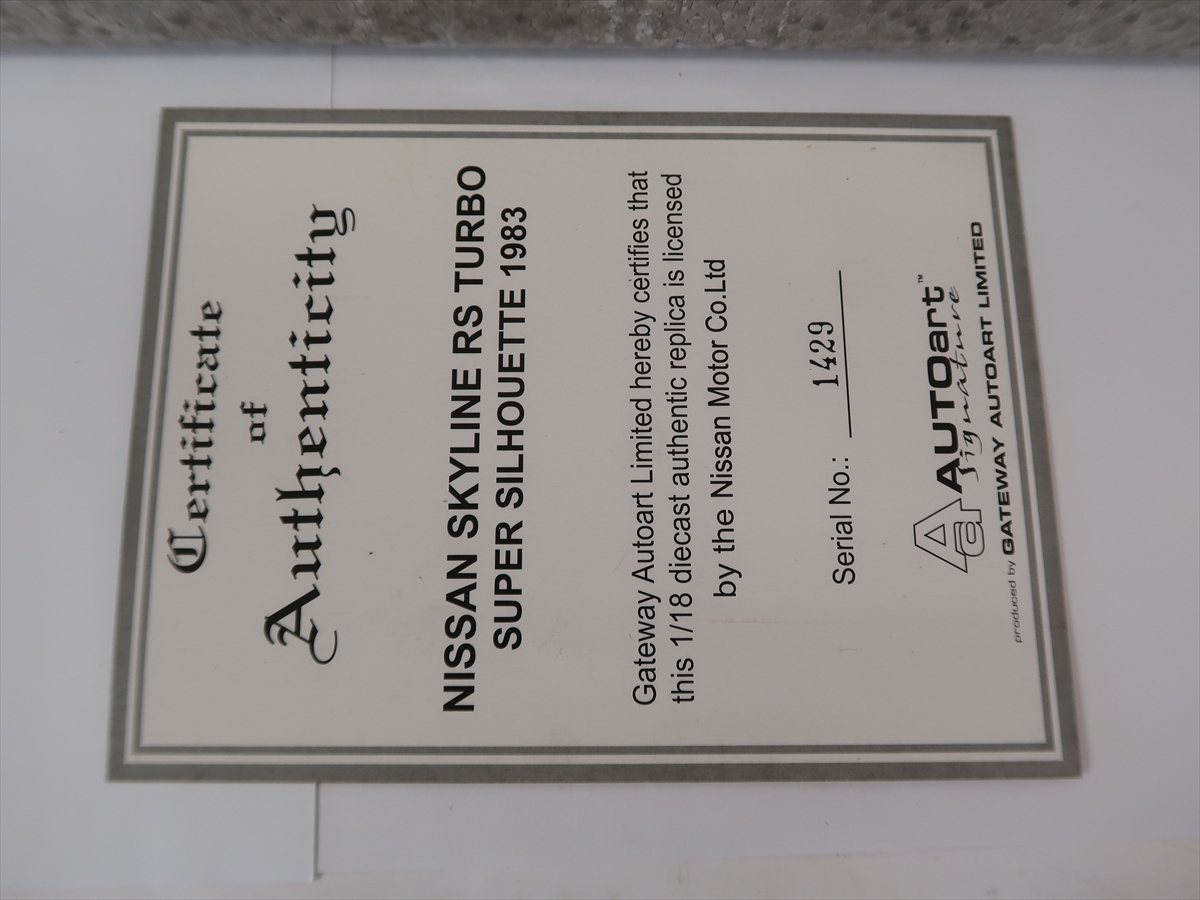 Certificate
of
Authenticity
NISSAN SKYLINE RS TURBO
SUPER SILHOUETTE 1983
Gateway Autoart Limited hereby certifies that
this 1/18 diecast authentic replica is licensed
by the Nissan Motor Co.Ltd
Serial No.: 1429
Aa AUTOart™
Signature
produced by GATEWAY AUTOART LIMITED